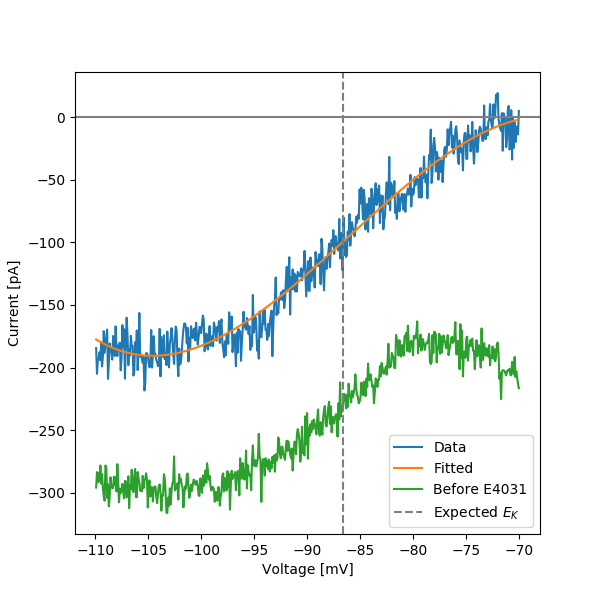 0
−50
−100
−150
−200
−250
−300
Current [pA]
Data
Fitted
Before E4031
Expected E_K
−110 −105 −100 −95 −90 −85 −80 −75 −70
Voltage [mV]